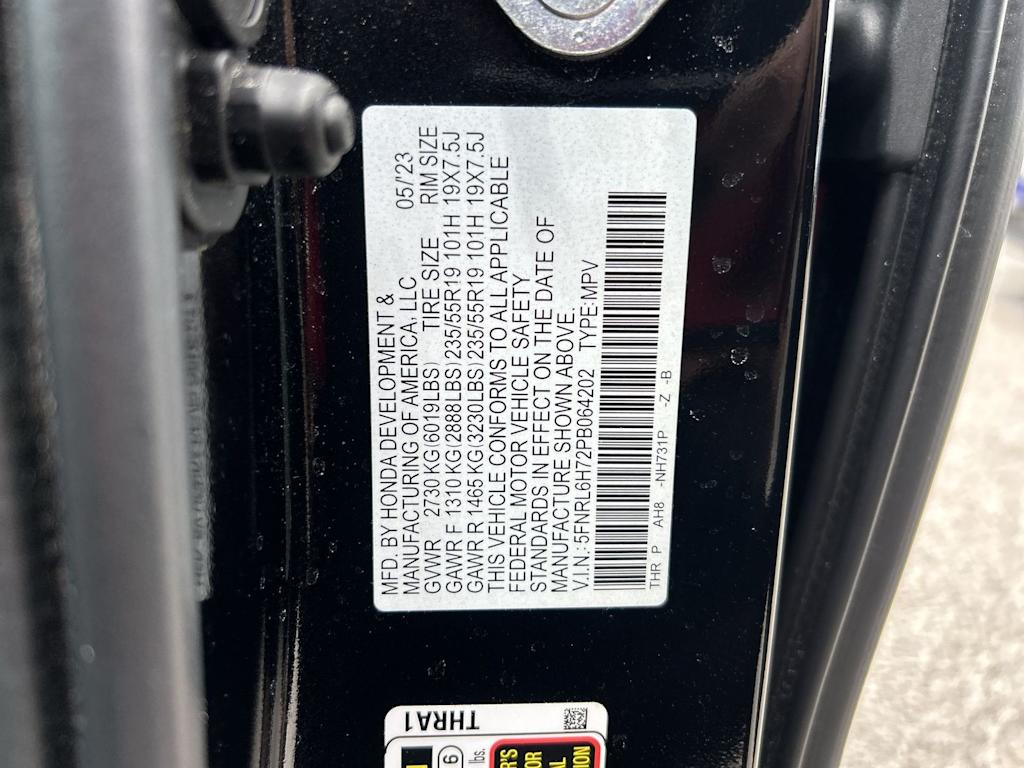 MFD. BY HONDA DEVELOPMENT &
MANUFACTURING OF AMERICA, LLC 05/23
GVWR 2730 KG(6019LBS) TIRE SIZE RIM SIZE
GAWR F 1310 KG(2888LBS) 235/55R19 101H 19X7.5J
GAWR R 1465 KG(3230LBS) 235/55R19 101H 19X7.5J
THIS VEHICLE CONFORMS TO ALL APPLICABLE
FEDERAL MOTOR VEHICLE SAFETY
STANDARDS IN EFFECT ON THE DATE OF
MANUFACTURE SHOWN ABOVE.
V.I.N.:5FNRL6H72PB064202 TYPE:MPV
THR P AH8 -NH731P -Z -B
THRA1
6
lbs.